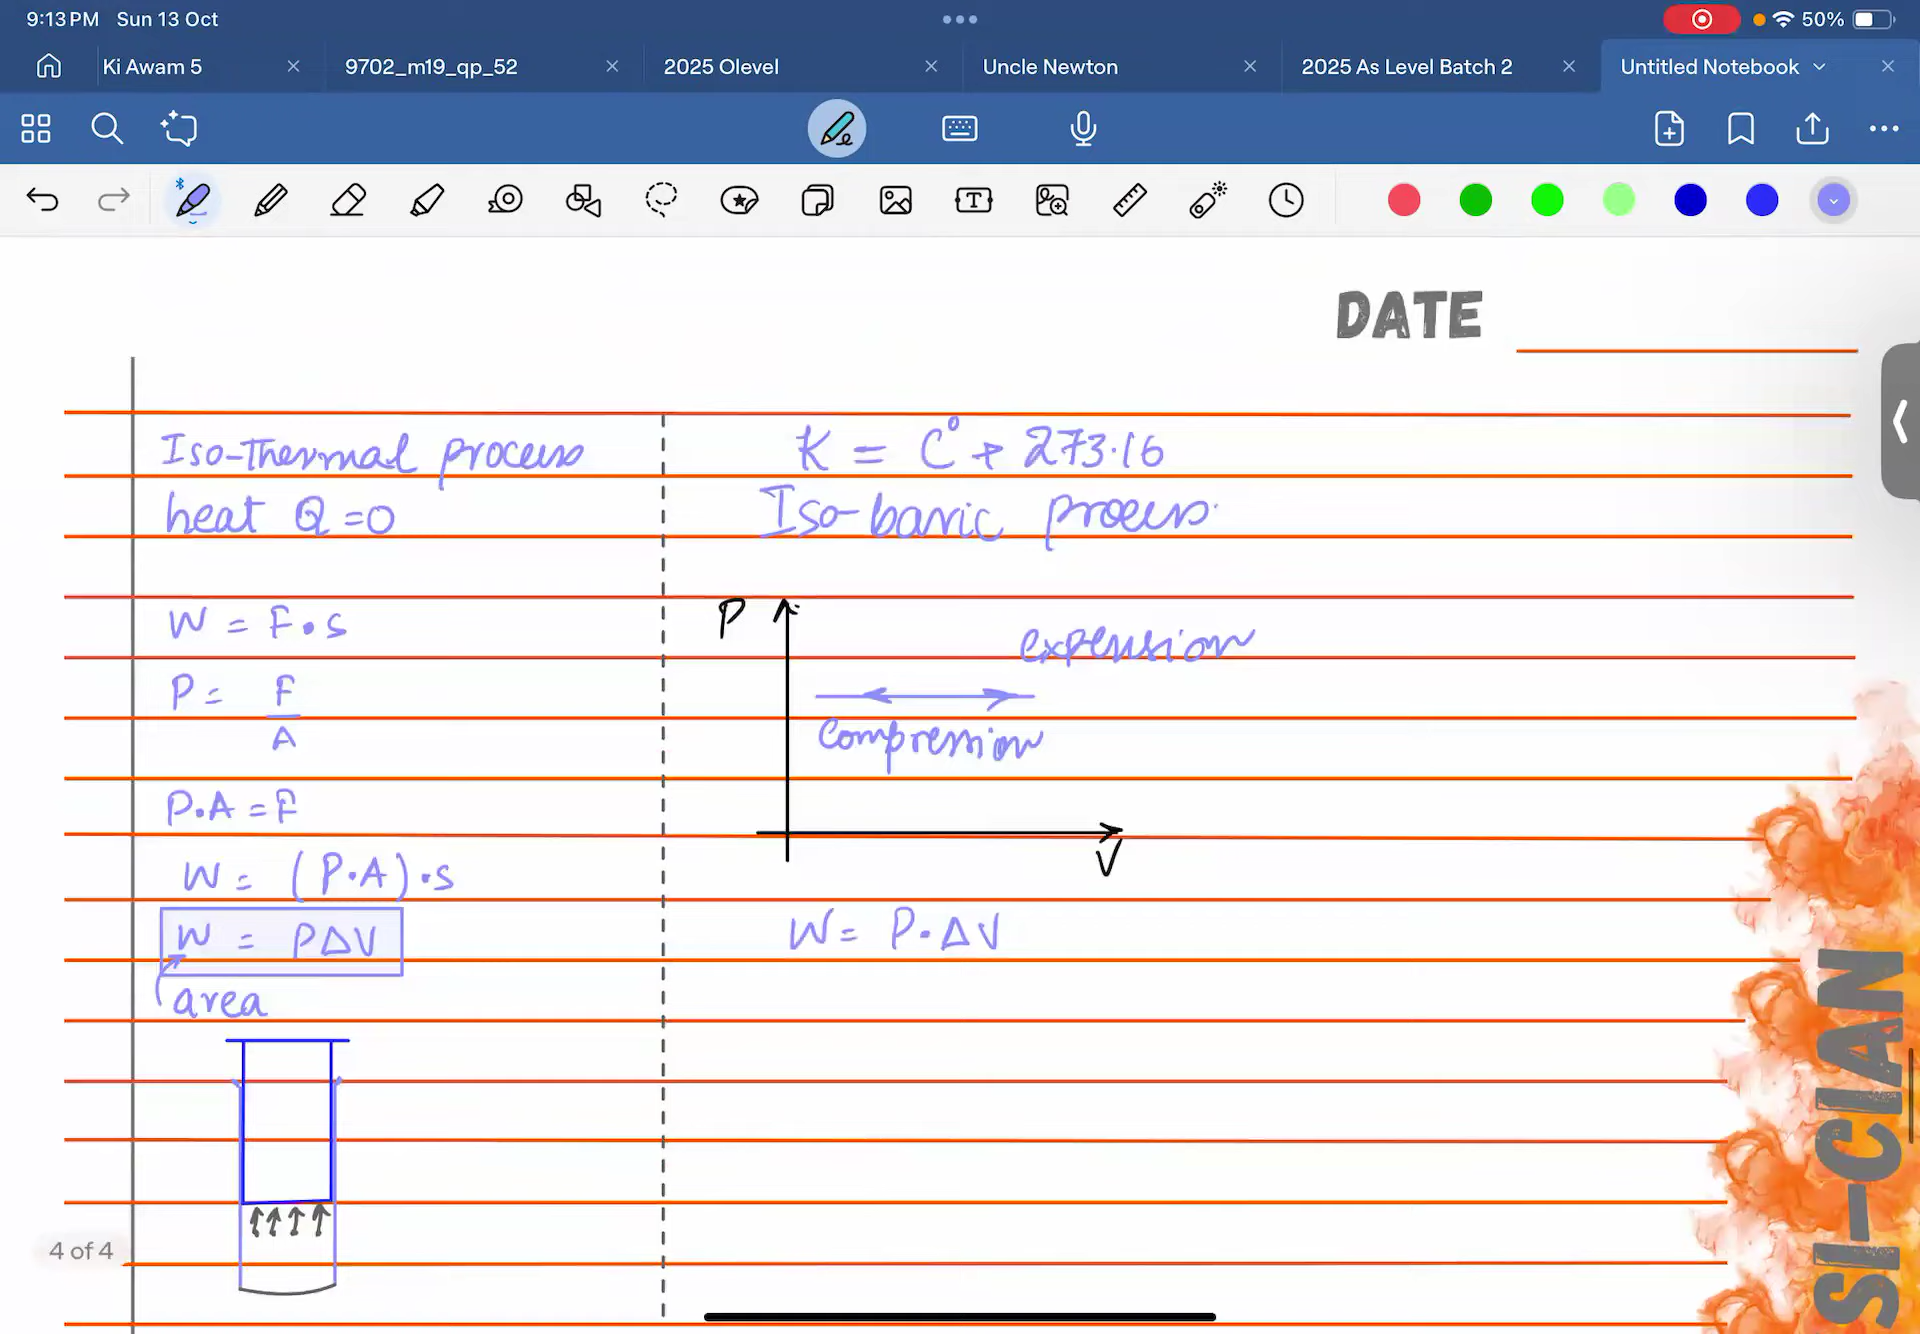 9:13 PM Sun 13 Oct
50%
Ki Awam 5
9702_m19_qp_52
2025 Olevel
Uncle Newton
2025 As Level Batch 2
Untitled Notebook
DATE
Iso-thermal process
heat Q = 0
W = F • s
P = F
A
P • A = F
W = (P • A) • s
W = PΔV
area
K = C° + 273.16
Iso-baric process
P
expension
compression
V
W = P • ΔV
4 of 4
SI-CIAN